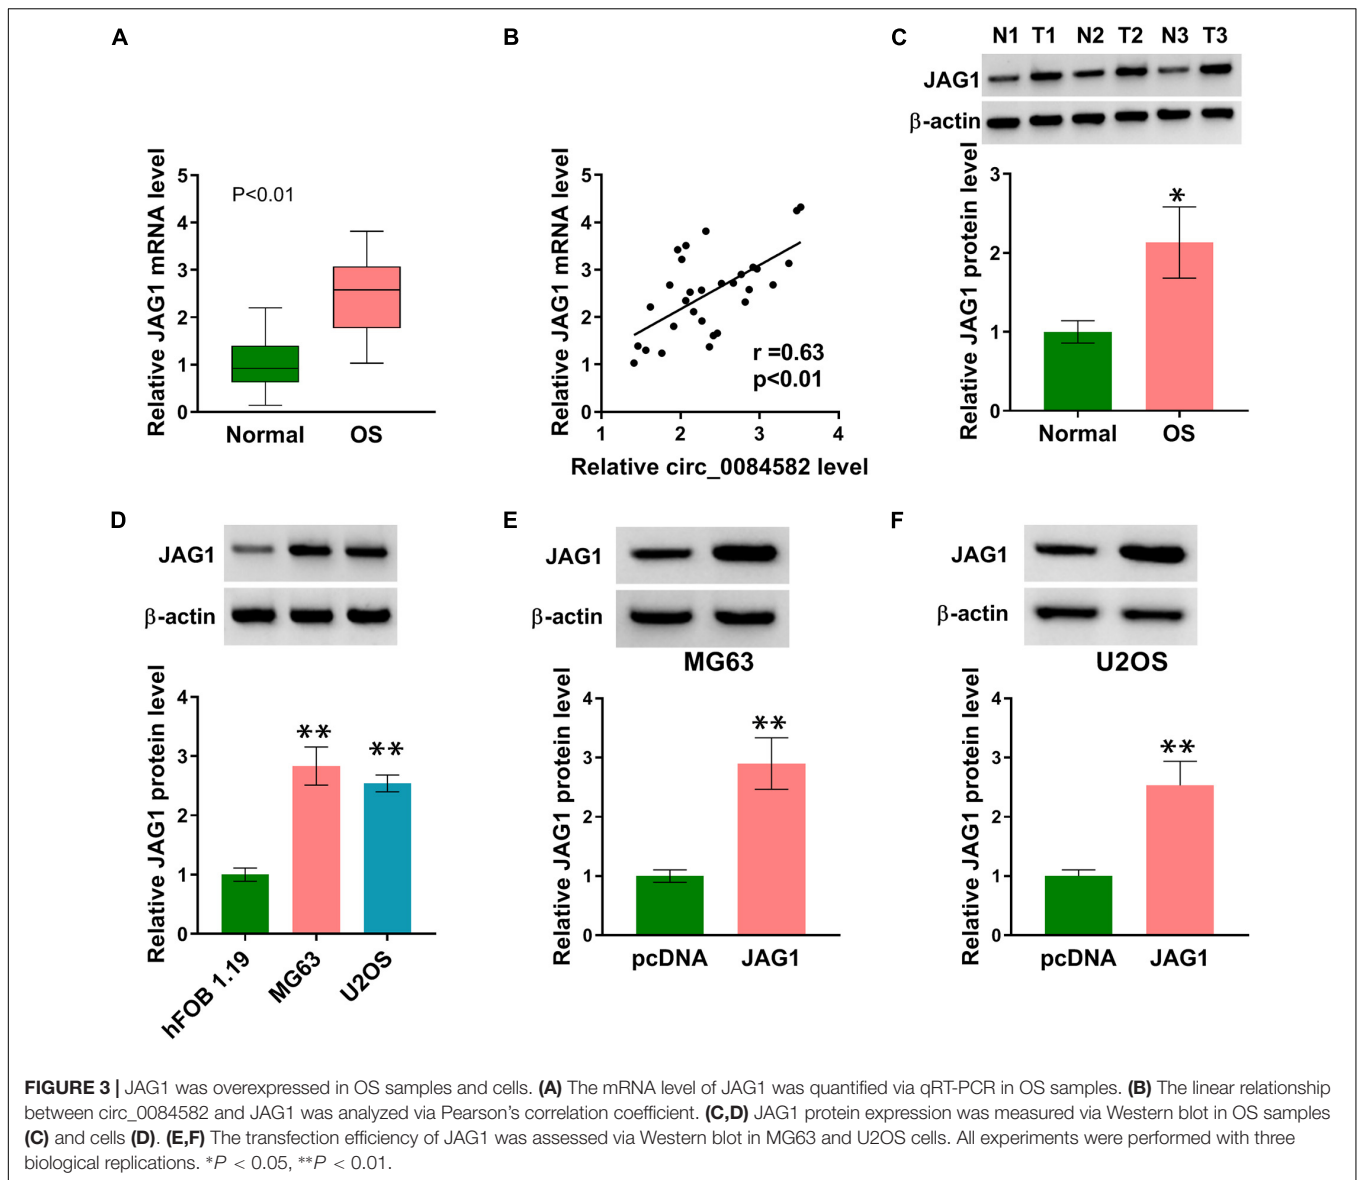 A
Relative JAG1 mRNA level
5
4
3
2
1
0
P<0.01
Normal OS
B
Relative JAG1 mRNA level
5
4
3
2
1
0
r =0.63
p<0.01
1 2 3 4
Relative circ_0084582 level
C
N1 T1 N2 T2 N3 T3
JAG1
β-actin
Relative JAG1 protein level
3
2
1
0
*
Normal OS
D
JAG1
β-actin
Relative JAG1 protein level
4
3
2
1
0
**
**
hFOB 1.19 MG63 U2OS
E
JAG1
β-actin
MG63
Relative JAG1 protein level
4
3
2
1
0
**
pcDNA JAG1
F
JAG1
β-actin
U2OS
Relative JAG1 protein level
4
3
2
1
0
**
pcDNA JAG1
FIGURE 3 | JAG1 was overexpressed in OS samples and cells. (A) The mRNA level of JAG1 was quantified via qRT-PCR in OS samples. (B) The linear relationship
between circ_0084582 and JAG1 was analyzed via Pearson's correlation coefficient. (C,D) JAG1 protein expression was measured via Western blot in OS samples
(C) and cells (D). (E,F) The transfection efficiency of JAG1 was assessed via Western blot in MG63 and U2OS cells. All experiments were performed with three
biological replications. *P < 0.05, **P < 0.01.